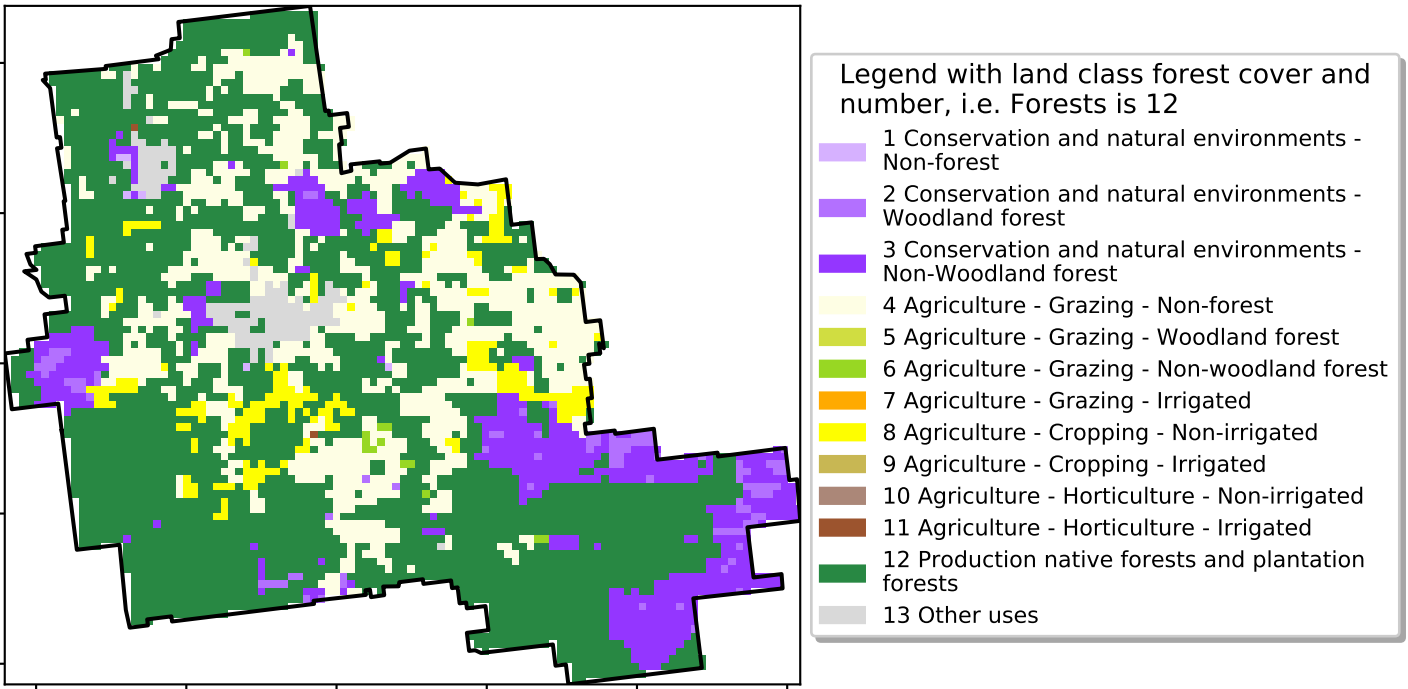 Legend with land class forest cover and
number, i.e. Forests is 12
1 Conservation and natural environments -
Non-forest
2 Conservation and natural environments -
Woodland forest
3 Conservation and natural environments -
Non-Woodland forest
4 Agriculture - Grazing - Non-forest
5 Agriculture - Grazing - Woodland forest
6 Agriculture - Grazing - Non-woodland forest
7 Agriculture - Grazing - Irrigated
8 Agriculture - Cropping - Non-irrigated
9 Agriculture - Cropping - Irrigated
10 Agriculture - Horticulture - Non-irrigated
11 Agriculture - Horticulture - Irrigated
12 Production native forests and plantation
forests
13 Other uses